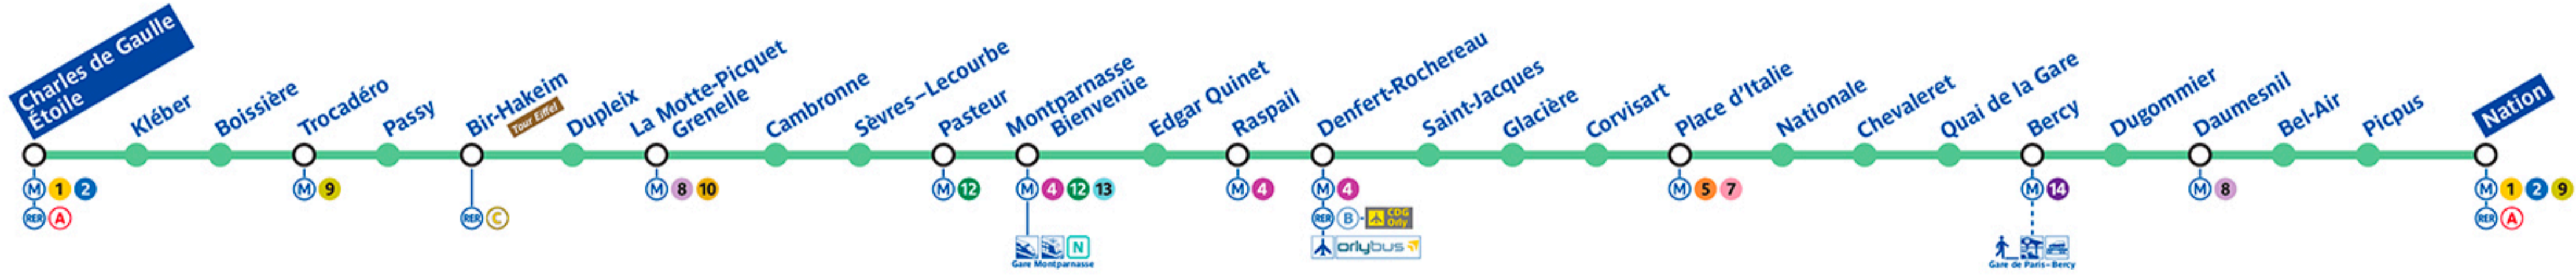 Charles de Gaulle
Étoile
Kléber
Boissière
Trocadéro
Passy
Bir-Hakeim
Tour Eiffel
Dupleix
La Motte-Picquet
Grenelle
Cambronne
Sèvres–Lecourbe
Pasteur
Montparnasse
Bienvenüe
Edgar Quinet
Raspail
Denfert-Rochereau
Saint-Jacques
Glacière
Corvisart
Place d'Italie
Nationale
Chevaleret
Quai de la Gare
Bercy
Dugommier
Daumesnil
Bel-Air
Picpus
Nation
M 1 2
RER A
M 9
RER C
M 8 10
M 12
M 4 12 13
N
Gare Montparnasse
M 4
M 4
RER B CDG
Orly
orlybus
M 5 7
M 14
Gare de Paris–Bercy
M 8
M 1 2 9
RER A